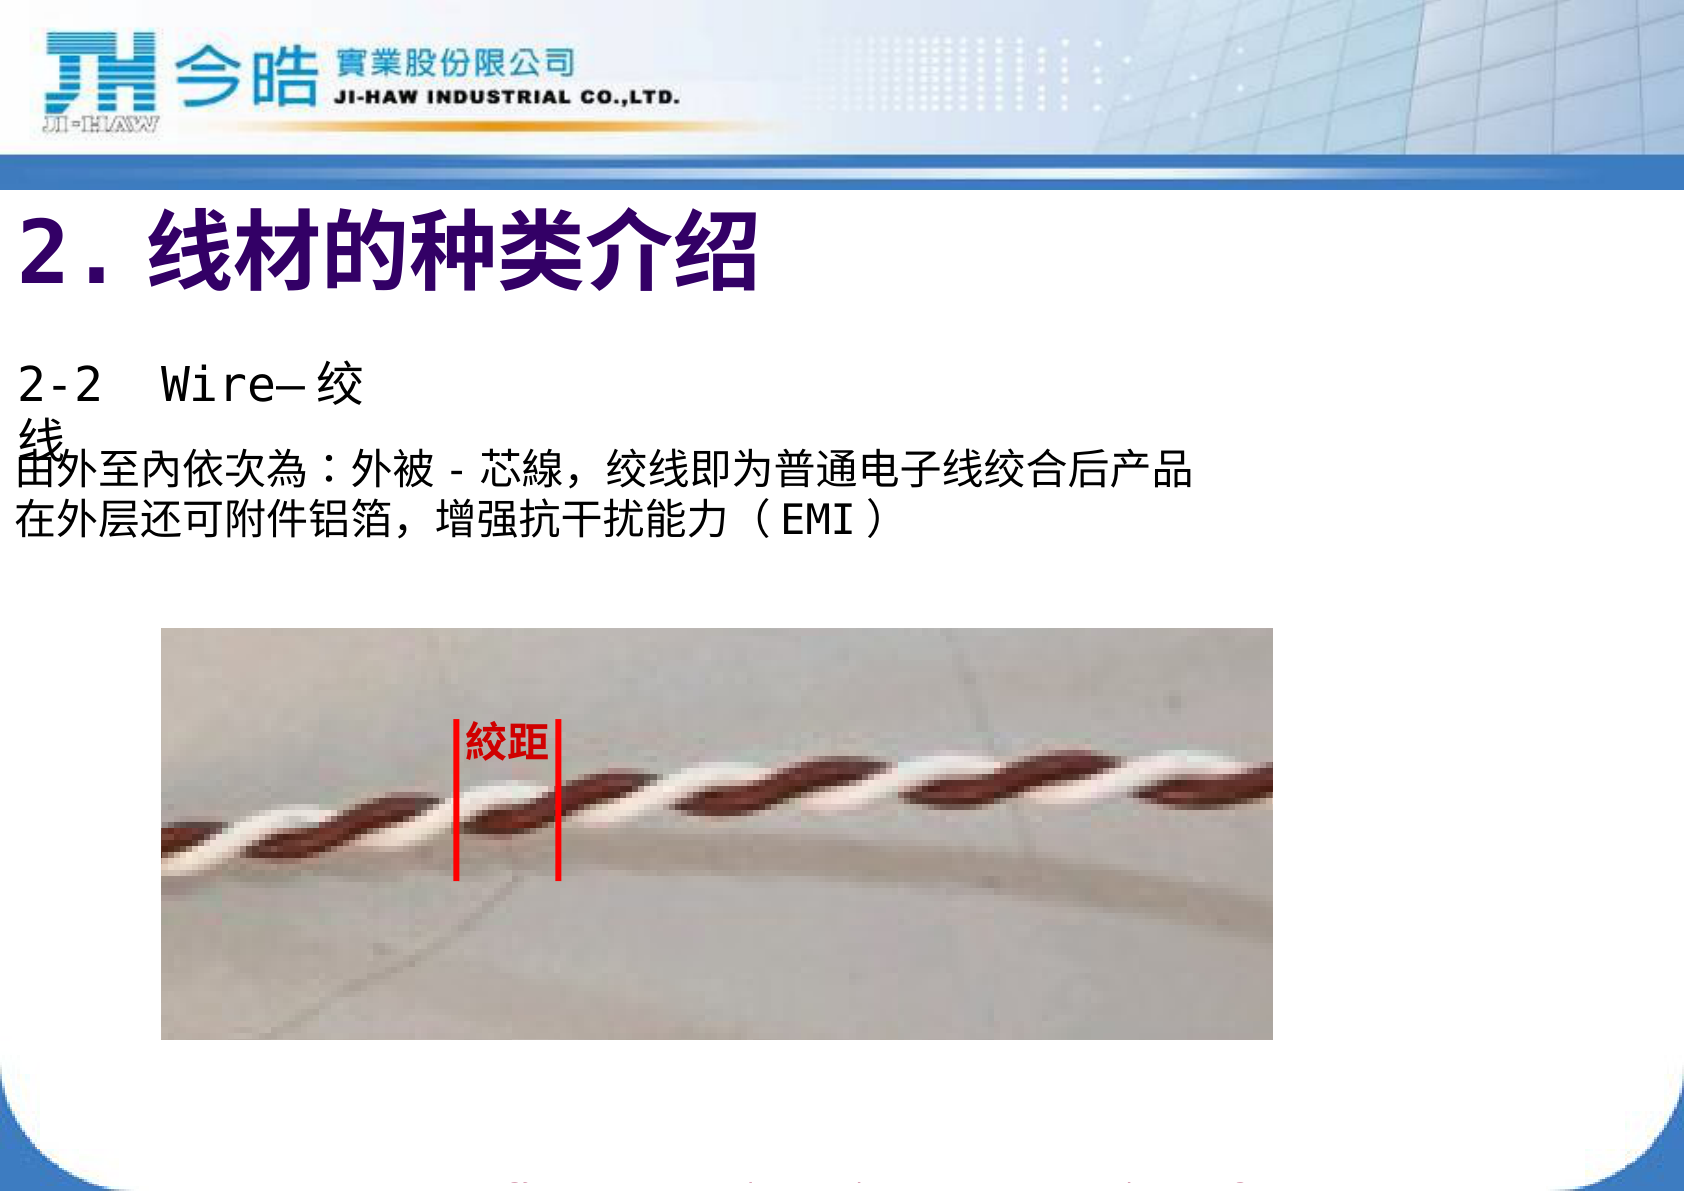 JH 今皓 實業股份限公司
JI-HAW INDUSTRIAL CO.,LTD.
JI-HAW
2.线材的种类介绍
2-2 Wire—绞
线
由外至內依次為：外被-芯線，绞线即为普通电子线绞合后产品
在外层还可附件铝箔，增强抗干扰能力（EMI）
絞距